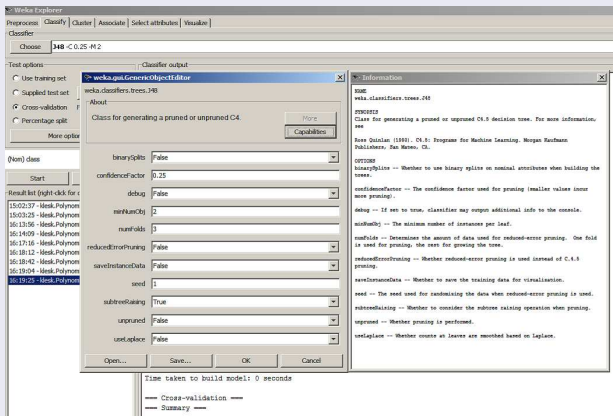 Weka Explorer
Preprocess Classify Cluster Associate Select attributes Visualize
Classifier
Choose J48 -C 0.25 -M 2
Test options
Classifier output
Use training set
Supplied test set
Cross-validation
Percentage split
More option
(Nom) class
Start
Result list (right-click for o
15:02:37 - klesk.Polynom
15:03:25 - klesk.Polynom
16:13:56 - klesk.Polynom
16:14:09 - klesk.Polynom
16:17:16 - klesk.Polynom
16:18:12 - klesk.Polynom
16:18:42 - klesk.Polynom
16:19:04 - klesk.Polynom
16:19:25 - klesk.Polynom
weka.gui.GenericObjectEditor
weka.classifiers.trees.J48
About
Class for generating a pruned or unpruned C4.
More
Capabilities
binarySplits False
confidenceFactor 0.25
debug False
minNumObj 2
numFolds 3
reducedErrorPruning False
saveInstanceData False
seed 1
subtreeRaising True
unpruned False
useLaplace False
Open... Save... OK Cancel
Information
NAME
weka.classifiers.trees.J48
SYNOPSIS
Class for generating a pruned or unpruned C4.5 decision tree. For more information,
see
Ross Quinlan (1993). C4.5: Programs for Machine Learning. Morgan Kaufmann
Publishers, San Mateo, CA.
OPTIONS
binarySplits -- Whether to use binary splits on nominal attributes when building the
trees.
confidenceFactor -- The confidence factor used for pruning (smaller values incur
more pruning).
debug -- If set to true, classifier may output additional info to the console.
minNumObj -- The minimum number of instances per leaf.
numFolds -- Determines the amount of data used for reduced-error pruning. One fold
is used for pruning, the rest for growing the tree.
reducedErrorPruning -- Whether reduced-error pruning is used instead of C.4.5
pruning.
saveInstanceData -- Whether to save the training data for visualization.
seed -- The seed used for randomizing the data when reduced-error pruning is used.
subtreeRaising -- Whether to consider the subtree raising operation when pruning.
unpruned -- Whether pruning is performed.
useLaplace -- Whether counts at leaves are smoothed based on Laplace.
Time taken to build model: 0 seconds
=== Cross-validation ===
=== Summary ===